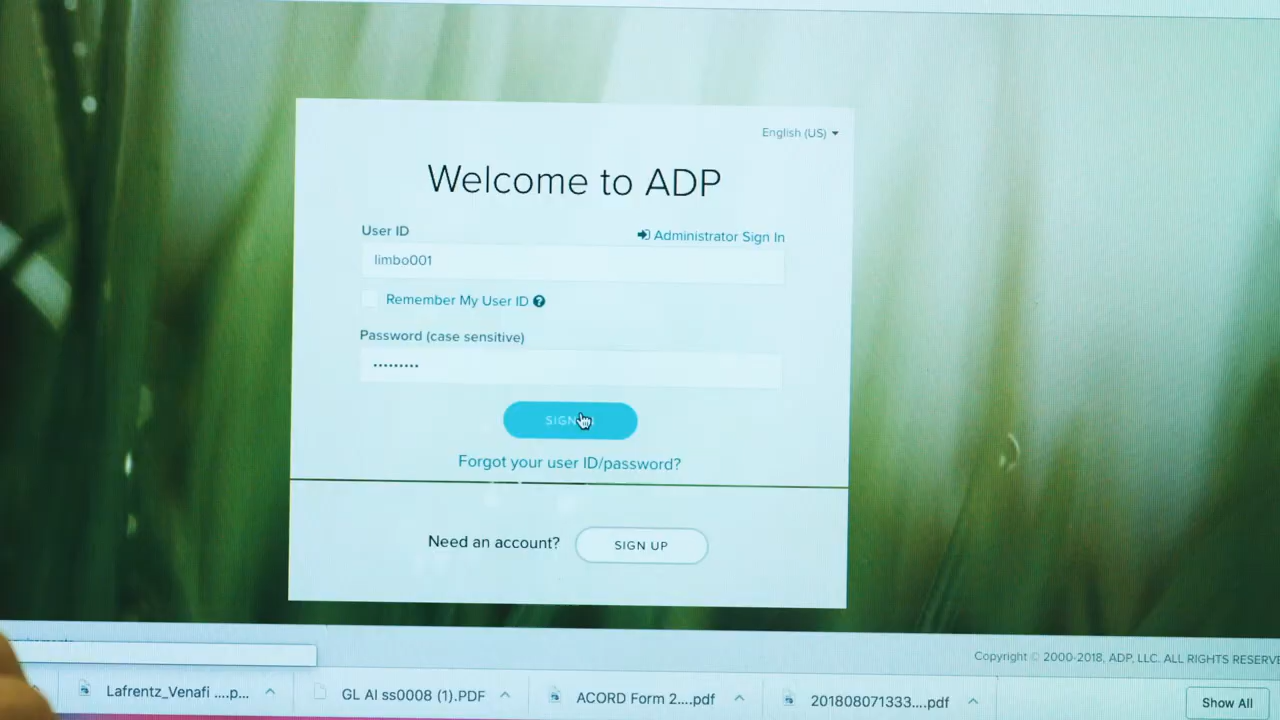 English (US)
Welcome to ADP
User ID
Administrator Sign In
limbo001
Remember My User ID
Password (case sensitive)
•••••••••
SIGN
Forgot your user ID/password?
Need an account?
SIGN UP
Copyright © 2000-2018, ADP, LLC. ALL RIGHTS RESERVE
Lafrentz_Venafi ....p...
GL AI ss0008 (1).PDF
ACORD Form 2....pdf
201808071333....pdf
Show All